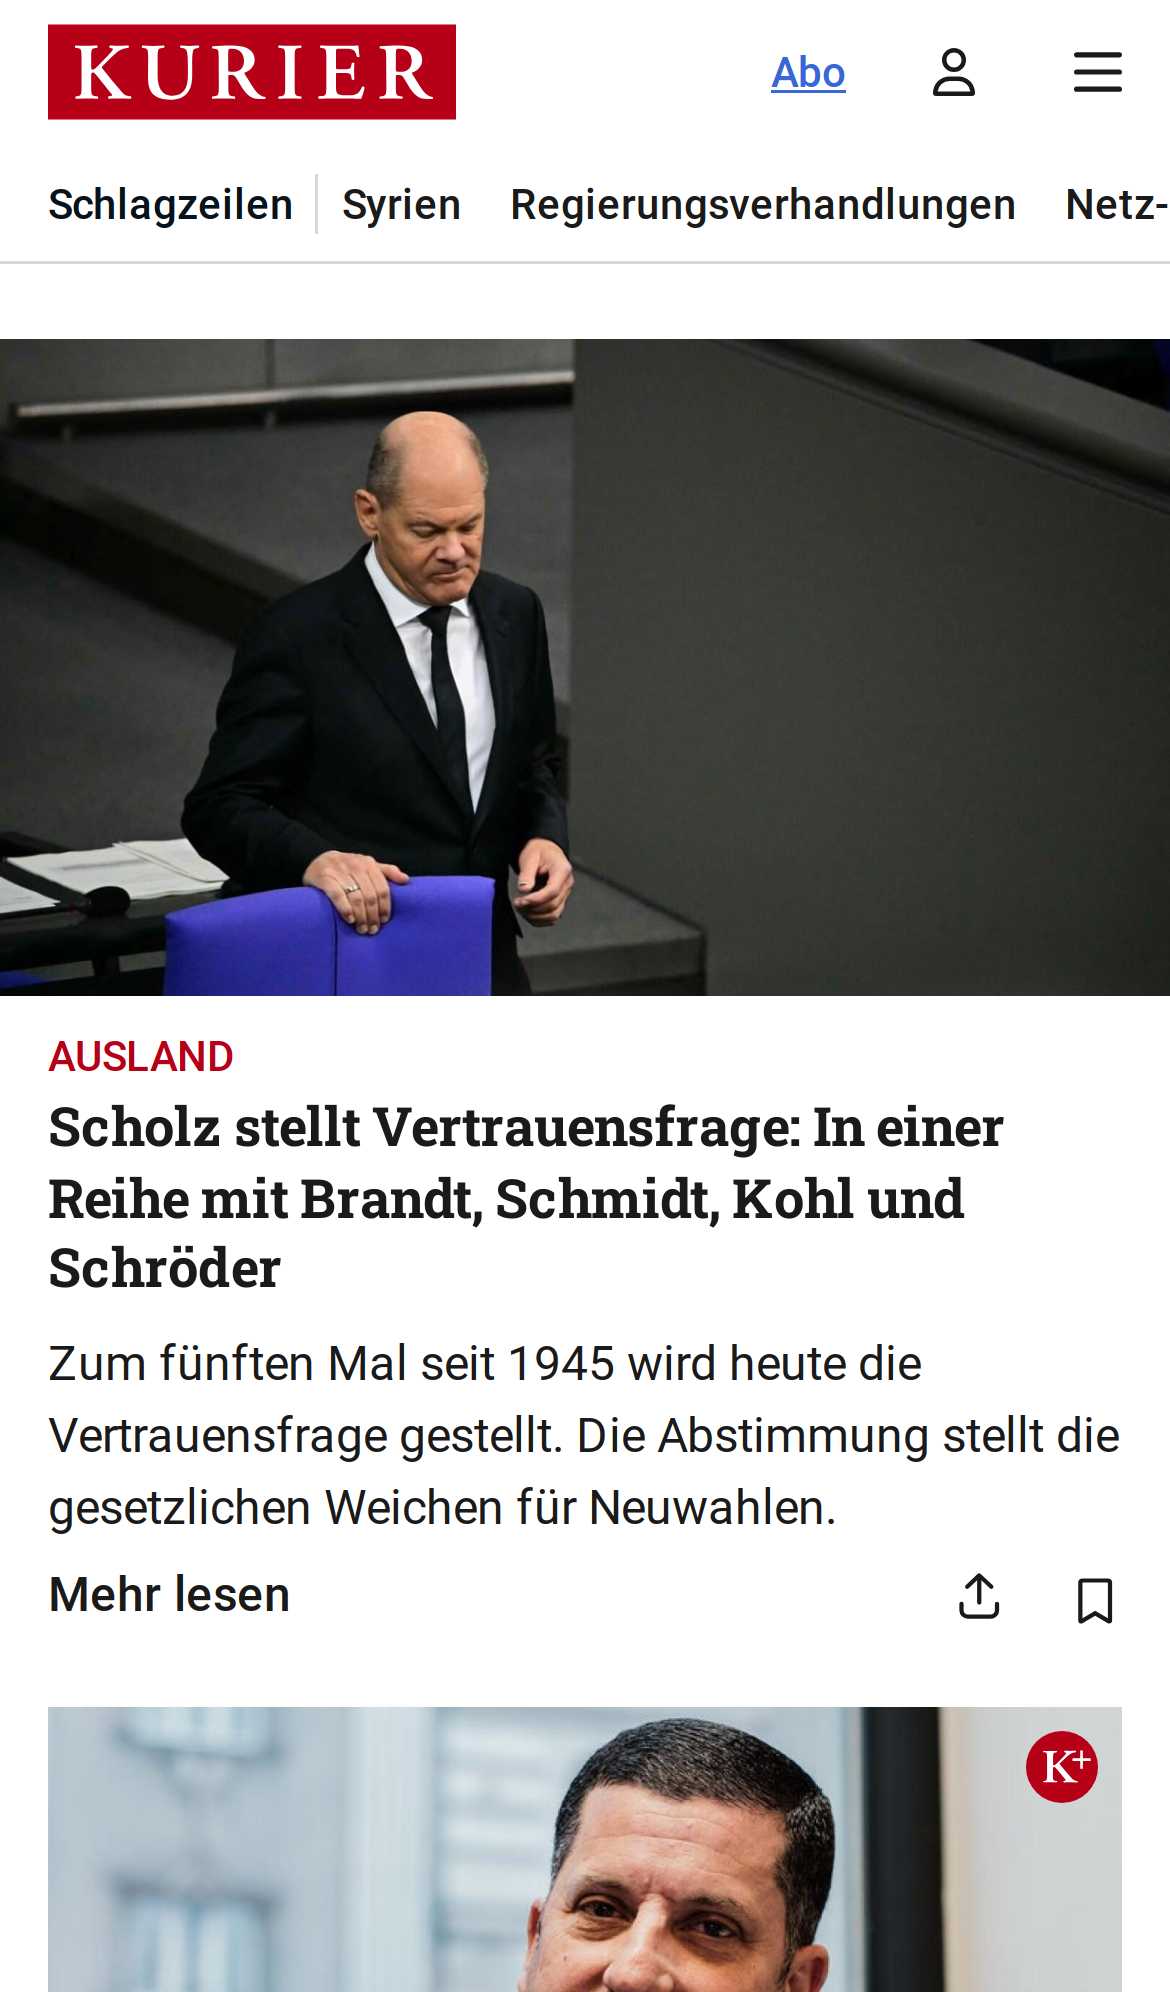 KURIER
Abo
Schlagzeilen
Syrien
Regierungsverhandlungen
Netz-
AUSLAND
Scholz stellt Vertrauensfrage: In einer
Reihe mit Brandt, Schmidt, Kohl und
Schröder
Zum fünften Mal seit 1945 wird heute die
Vertrauensfrage gestellt. Die Abstimmung stellt die
gesetzlichen Weichen für Neuwahlen.
Mehr lesen
K+